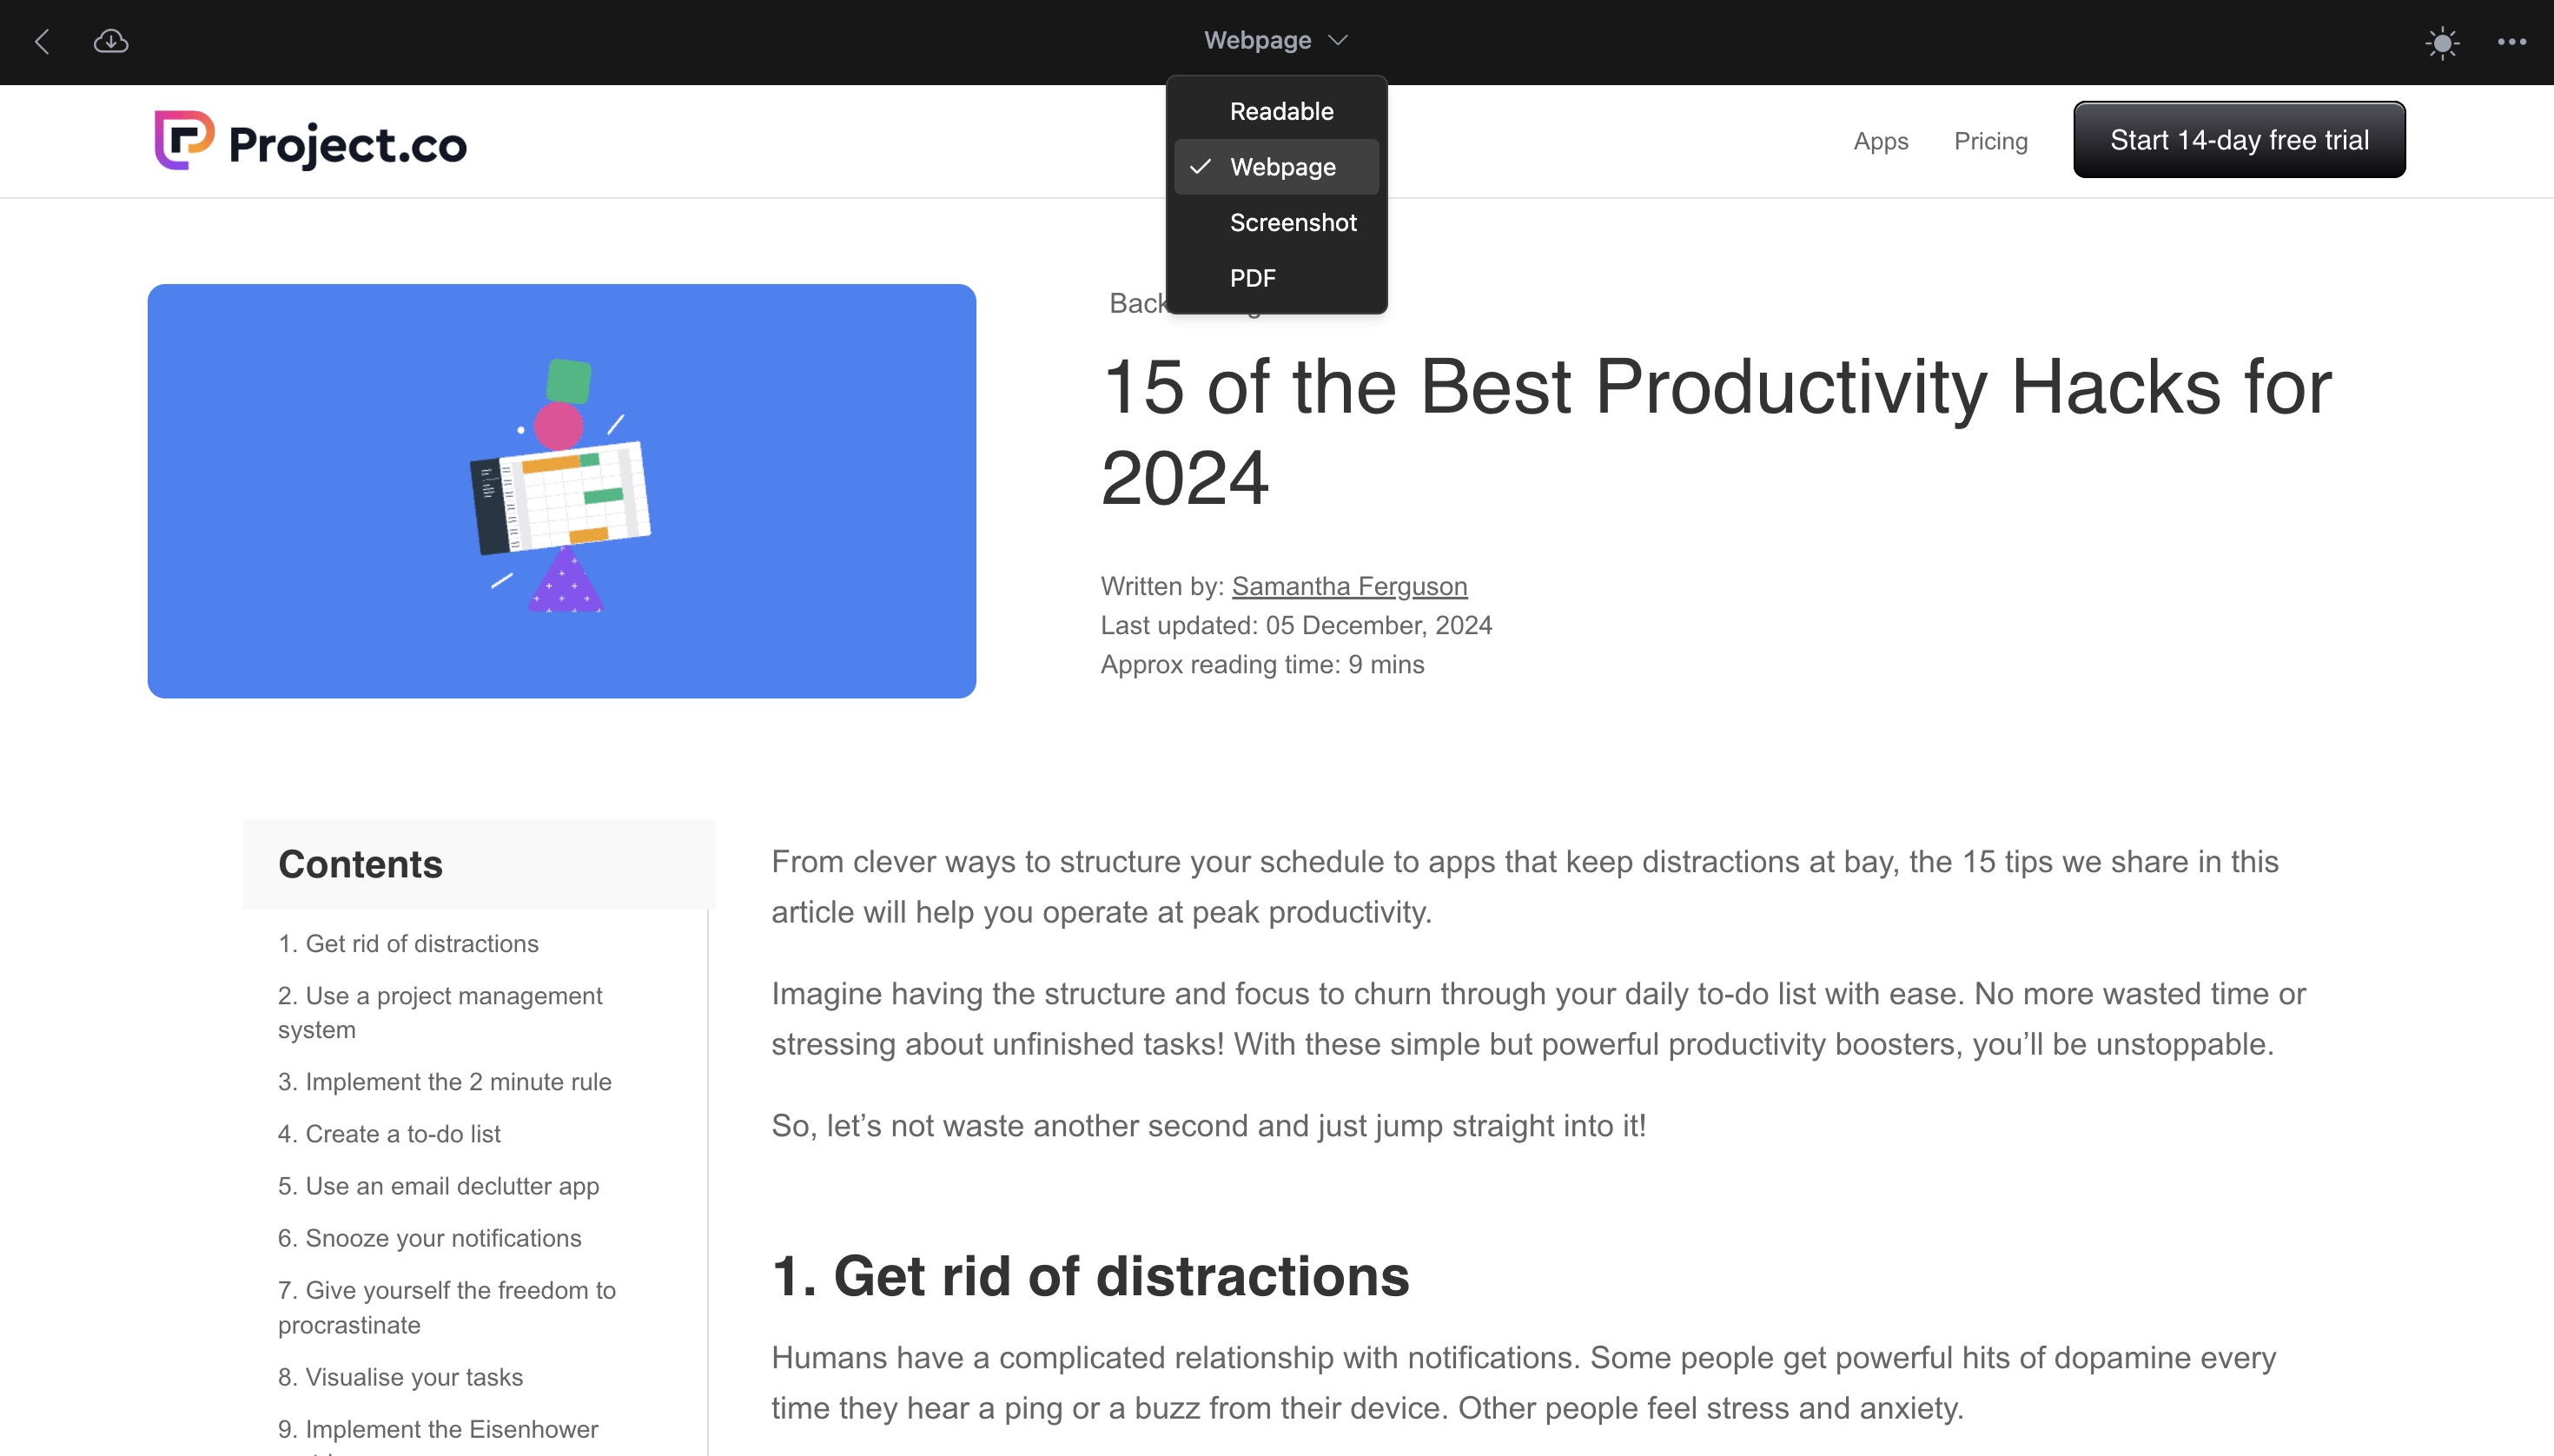 Webpage
Readable
Webpage
Screenshot
PDF
Project.co
Apps
Pricing
Start 14-day free trial
Back
15 of the Best Productivity Hacks for
2024
Written by: Samantha Ferguson
Last updated: 05 December, 2024
Approx reading time: 9 mins
Contents
1. Get rid of distractions
2. Use a project management
system
3. Implement the 2 minute rule
4. Create a to-do list
5. Use an email declutter app
6. Snooze your notifications
7. Give yourself the freedom to
procrastinate
8. Visualise your tasks
9. Implement the Eisenhower
From clever ways to structure your schedule to apps that keep distractions at bay, the 15 tips we share in this
article will help you operate at peak productivity.
Imagine having the structure and focus to churn through your daily to-do list with ease. No more wasted time or
stressing about unfinished tasks! With these simple but powerful productivity boosters, you’ll be unstoppable.
So, let’s not waste another second and just jump straight into it!
1. Get rid of distractions
Humans have a complicated relationship with notifications. Some people get powerful hits of dopamine every
time they hear a ping or a buzz from their device. Other people feel stress and anxiety.